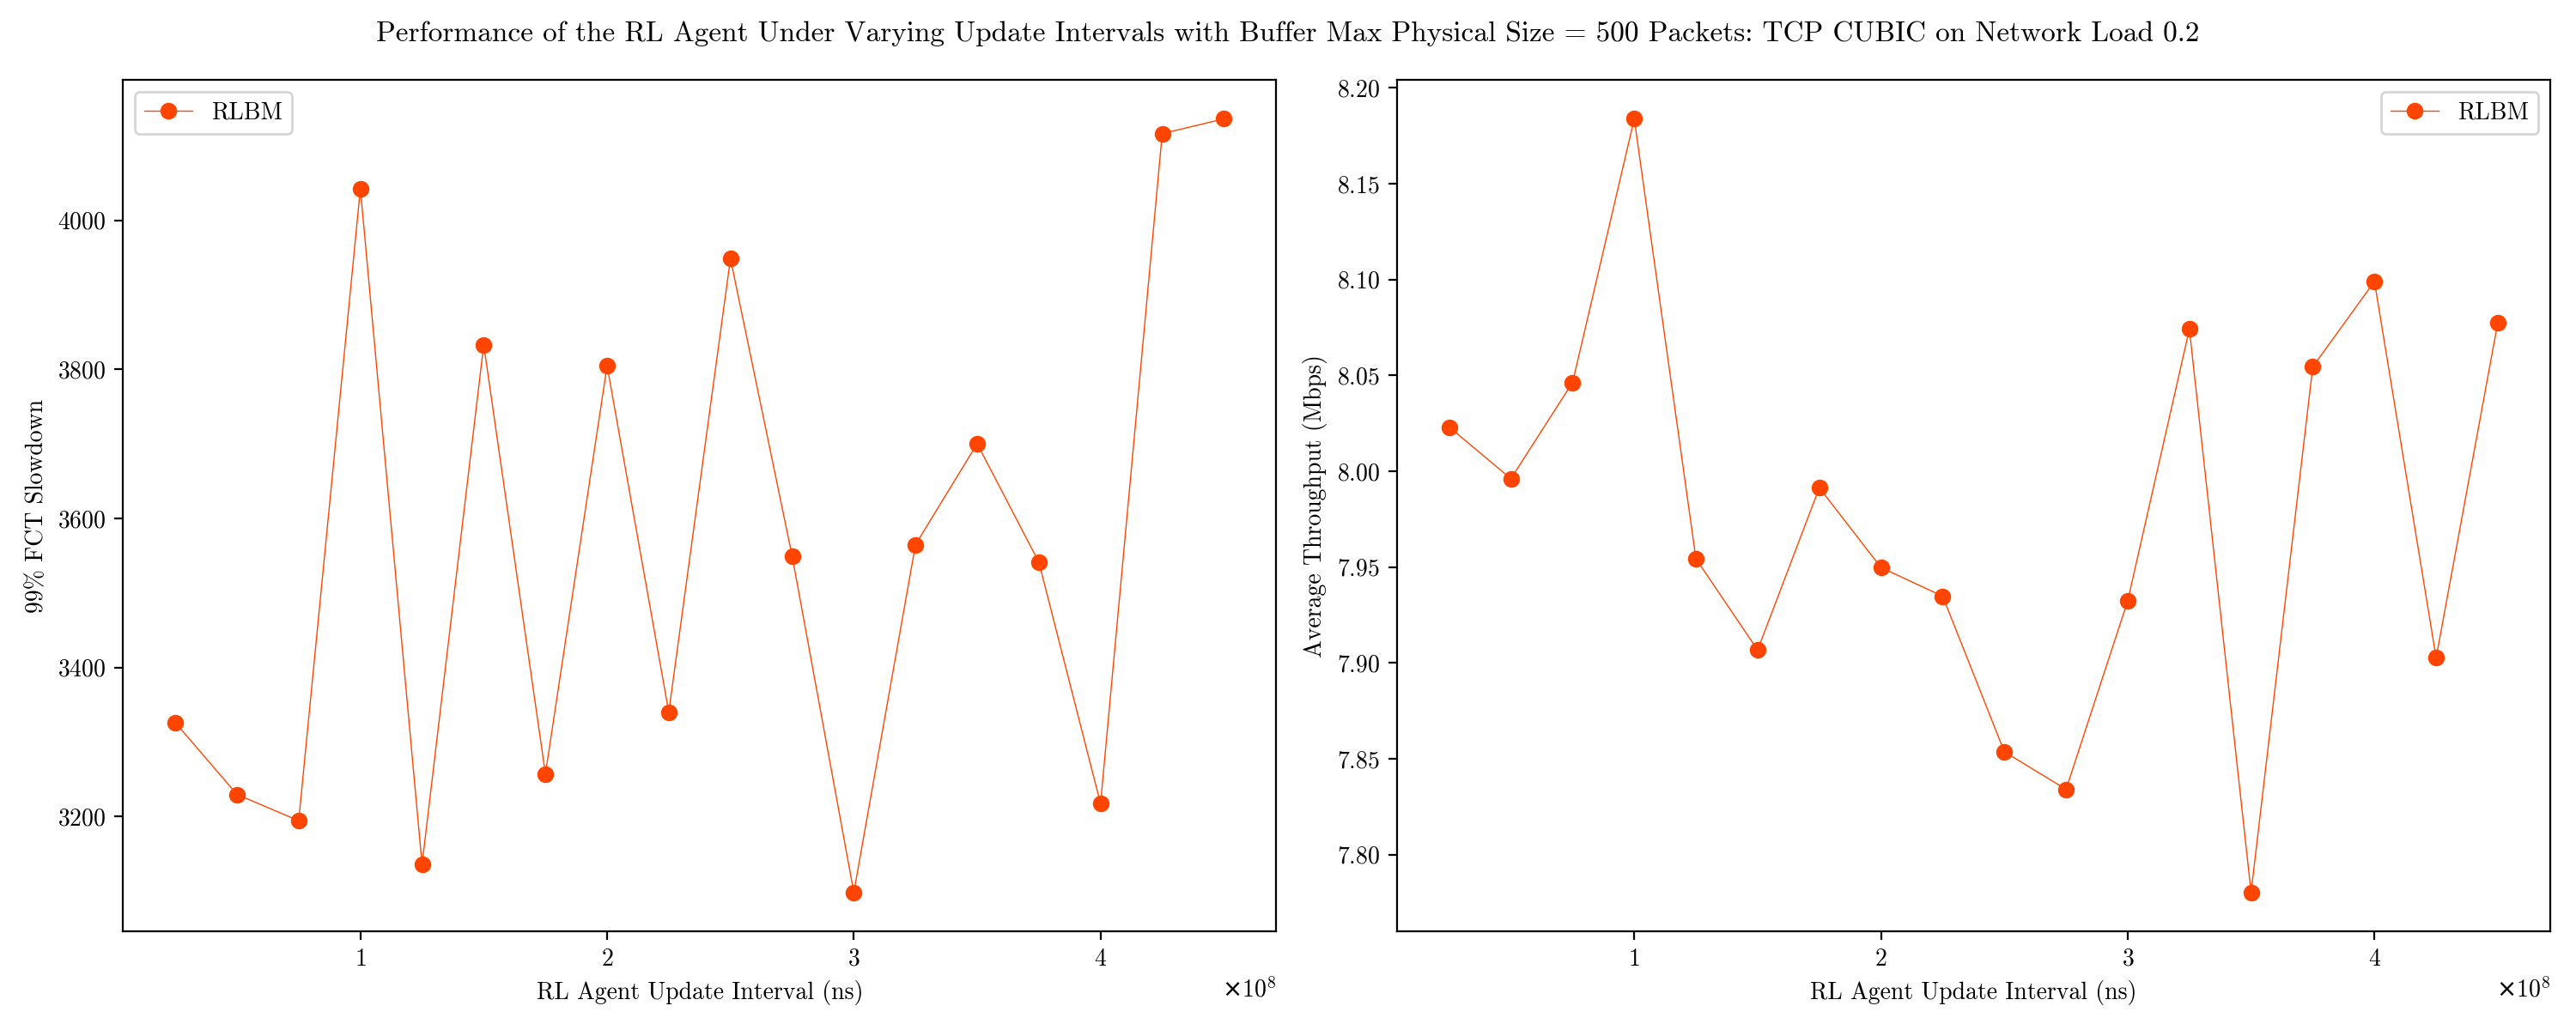 Performance of the RL Agent Under Varying Update Intervals with Buffer Max Physical Size = 500 Packets: TCP CUBIC on Network Load 0.2
RLBM
4000
3800
3600
3400
3200
99% FCT Slowdown
1 2 3 4
×10⁸
RL Agent Update Interval (ns)
RLBM
8.20
8.15
8.10
8.05
8.00
7.95
7.90
7.85
7.80
Average Throughput (Mbps)
1 2 3 4
×10⁸
RL Agent Update Interval (ns)